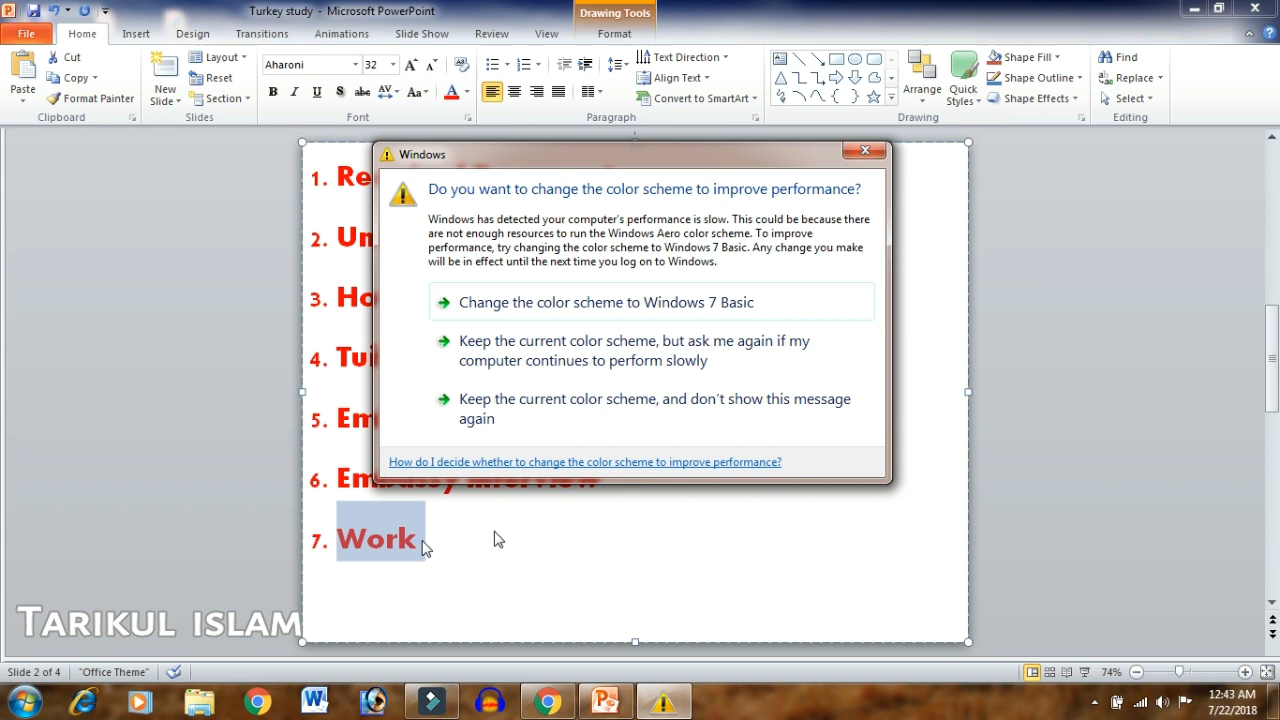 Turkey study - Microsoft PowerPoint
Drawing Tools
File Home Insert Design Transitions Animations Slide Show Review View Format
Paste
Cut
Copy
Format Painter
Clipboard
New Slide
Layout
Reset
Section
Slides
Aharoni 32
B I U S abc AV Aa A
Font
Text Direction
Align Text
Convert to SmartArt
Paragraph
Arrange
Quick Styles
Shape Fill
Shape Outline
Shape Effects
Drawing
Find
Replace
Select
Editing
Windows
Do you want to change the color scheme to improve performance?
Windows has detected your computer's performance is slow. This could be because there
are not enough resources to run the Windows Aero color scheme. To improve
performance, try changing the color scheme to Windows 7 Basic. Any change you make
will be in effect until the next time you log on to Windows.
Change the color scheme to Windows 7 Basic
Keep the current color scheme, but ask me again if my
computer continues to perform slowly
Keep the current color scheme, and don't show this message
again
How do I decide whether to change the color scheme to improve performance?
1.
2.
3.
4.
5.
6. Embassy Interview
7. Work
TARIKUL ISLAM
Slide 2 of 4 "Office Theme" 74%
12:43 AM
7/22/2018